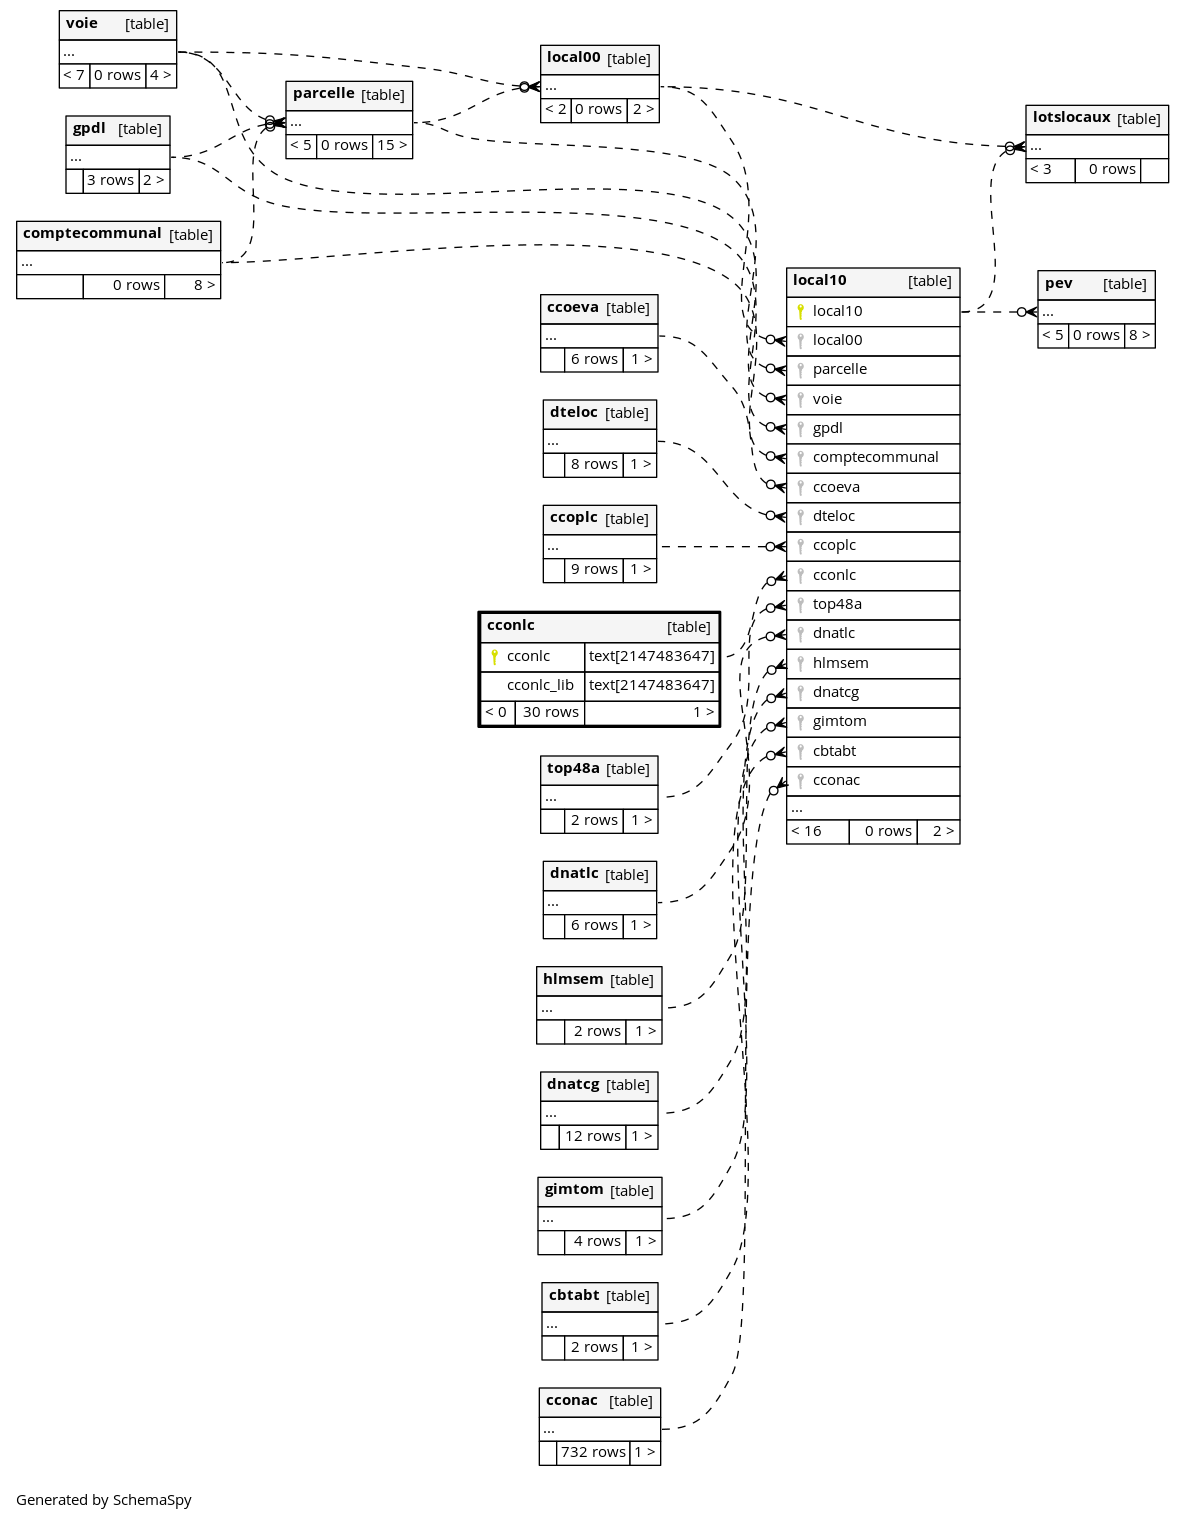 voie [table]
...
< 7 0 rows 4 >
gpdl [table]
...
3 rows 2 >
comptecommunal [table]
...
0 rows 8 >
parcelle [table]
...
< 5 0 rows 15 >
local00 [table]
...
< 2 0 rows 2 >
lotslocaux [table]
...
< 3 0 rows
pev [table]
...
< 5 0 rows 8 >
local10 [table]
local10
local00
parcelle
voie
gpdl
comptecommunal
ccoeva
dteloc
ccoplc
cconlc
top48a
dnatlc
hlmsem
dnatcg
gimtom
cbtabt
cconac
...
< 16 0 rows 2 >
ccoeva [table]
...
6 rows 1 >
dteloc [table]
...
8 rows 1 >
ccoplc [table]
...
9 rows 1 >
cconlc [table]
cconlc text[2147483647]
cconlc_lib text[2147483647]
< 0 30 rows 1 >
top48a [table]
...
2 rows 1 >
dnatlc [table]
...
6 rows 1 >
hlmsem [table]
...
2 rows 1 >
dnatcg [table]
...
12 rows 1 >
gimtom [table]
...
4 rows 1 >
cbtabt [table]
...
2 rows 1 >
cconac [table]
...
732 rows 1 >
Generated by SchemaSpy